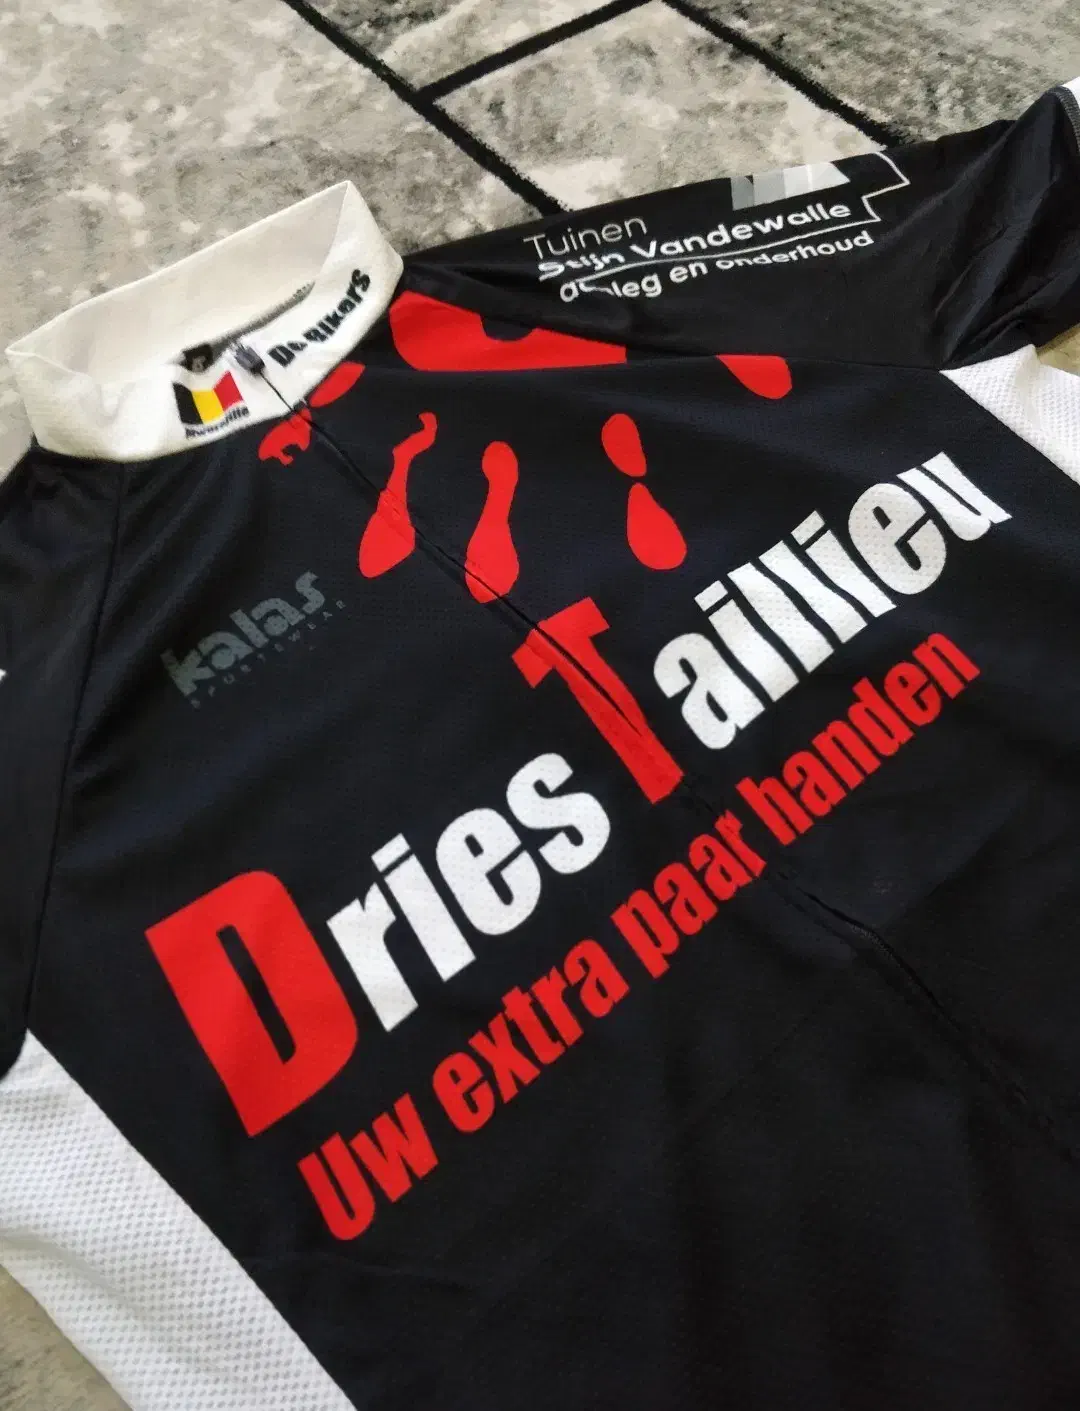 Tuinen
Stijn Vandewalle
aanleg en onderhoud
De Bikers
kalas
SPORTSWEAR
Dries Taillieu
Uw extra paar handen